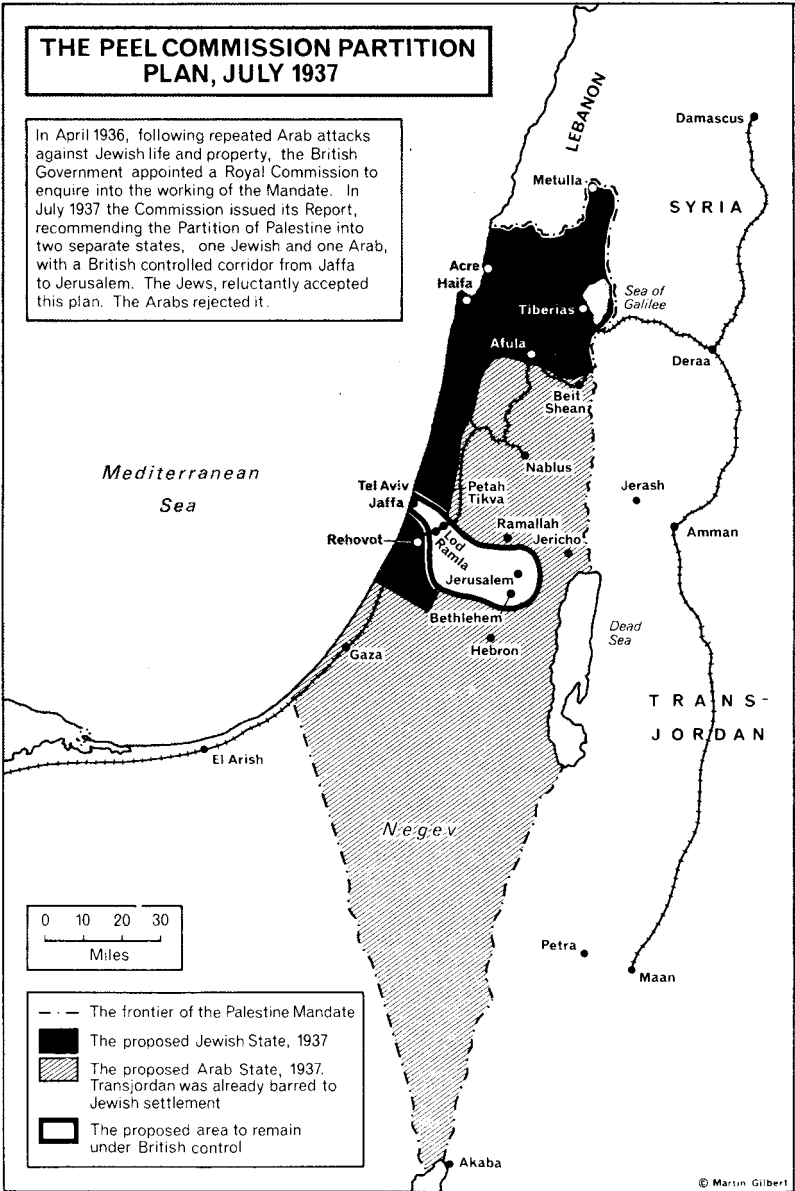 THE PEEL COMMISSION PARTITION
PLAN, JULY 1937
In April 1936, following repeated Arab attacks
against Jewish life and property, the British
Government appointed a Royal Commission to
enquire into the working of the Mandate. In
July 1937 the Commission issued its Report,
recommending the Partition of Palestine into
two separate states, one Jewish and one Arab,
with a British controlled corridor from Jaffa
to Jerusalem. The Jews, reluctantly accepted
this plan. The Arabs rejected it.
LEBANON
Damascus
Metulla
SYRIA
Acre
Haifa
Sea of
Galilee
Tiberias
Afula
Deraa
Beit
Shean
Mediterranean
Sea
Nablus
Tel Aviv
Jaffa
Petah
Tikva
Jerash
Rehovot
Lod
Ramla
Ramallah
Jericho
Amman
Jerusalem
Bethlehem
Hebron
Dead
Sea
Gaza
TRANS-
JORDAN
El Arish
Negev
0 10 20 30
Miles
Petra
Maan
The frontier of the Palestine Mandate
The proposed Jewish State, 1937
The proposed Arab State, 1937.
Transjordan was already barred to
Jewish settlement
The proposed area to remain
under British control
Akaba
© Martin Gilbert